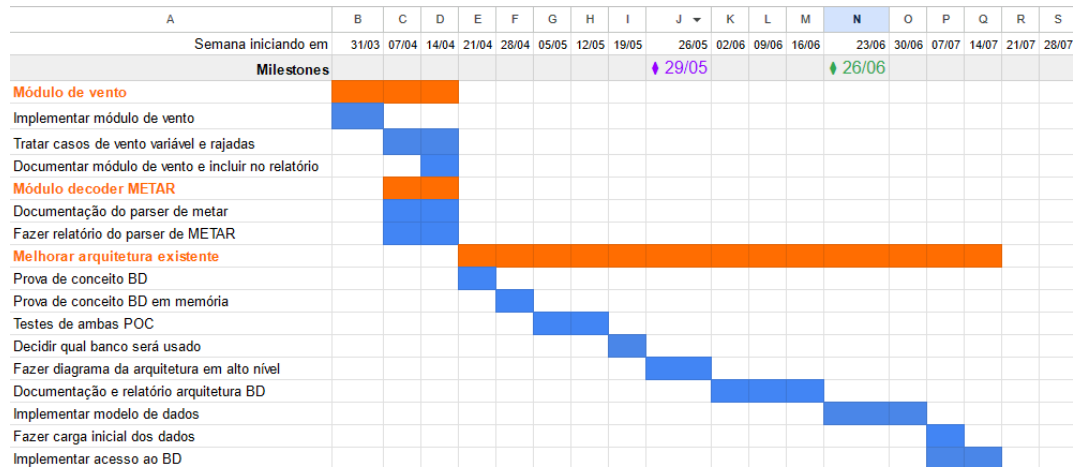 A B C D E F G H I J K L M N O P Q R S
Semana iniciando em 31/03 07/04 14/04 21/04 28/04 05/05 12/05 19/05 26/05 02/06 09/06 16/06 23/06 30/06 07/07 14/07 21/07 28/07
Milestones 29/05 26/06
Módulo de vento
Implementar módulo de vento
Tratar casos de vento variável e rajadas
Documentar módulo de vento e incluir no relatório
Módulo decoder METAR
Documentação do parser de metar
Fazer relatório do parser de METAR
Melhorar arquitetura existente
Prova de conceito BD
Prova de conceito BD em memória
Testes de ambas POC
Decidir qual banco será usado
Fazer diagrama da arquitetura em alto nível
Documentação e relatório arquitetura BD
Implementar modelo de dados
Fazer carga inicial dos dados
Implementar acesso ao BD